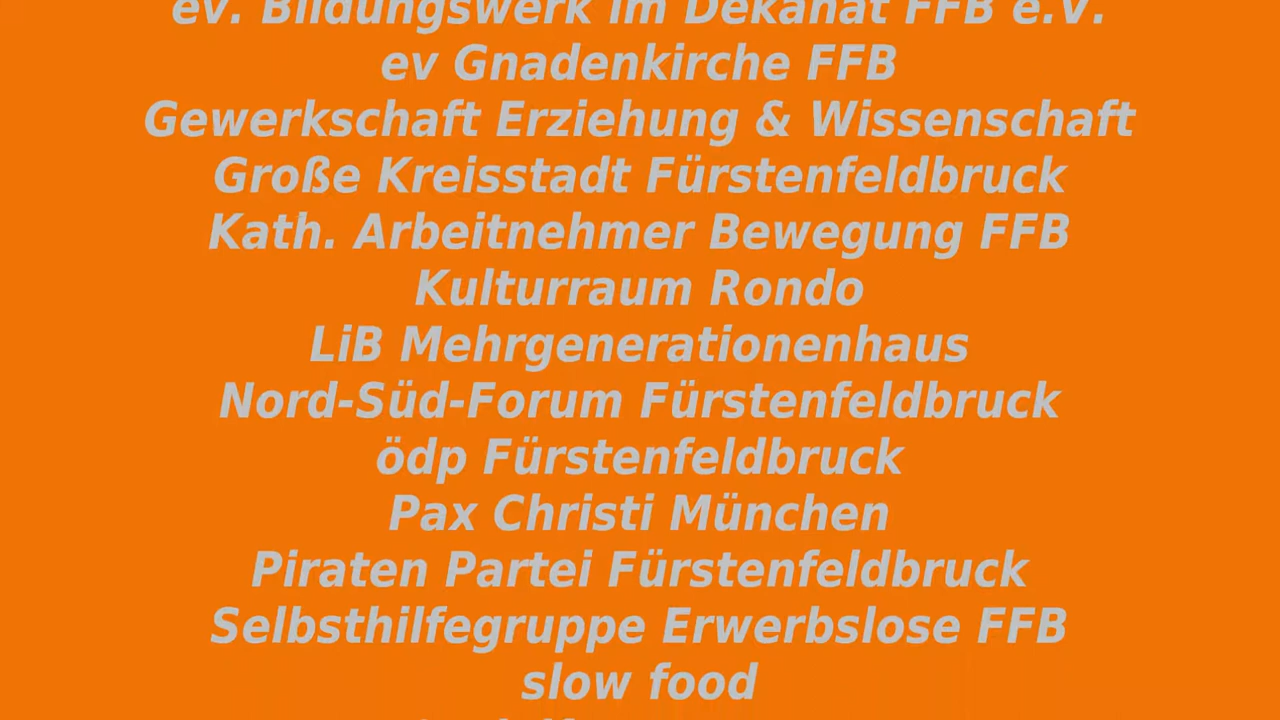 ev. Bildungswerk im Dekanat FFB e.V.
ev Gnadenkirche FFB
Gewerkschaft Erziehung & Wissenschaft
Große Kreisstadt Fürstenfeldbruck
Kath. Arbeitnehmer Bewegung FFB
Kulturraum Rondo
LiB Mehrgenerationenhaus
Nord-Süd-Forum Fürstenfeldbruck
ödp Fürstenfeldbruck
Pax Christi München
Piraten Partei Fürstenfeldbruck
Selbsthilfegruppe Erwerbslose FFB
slow food